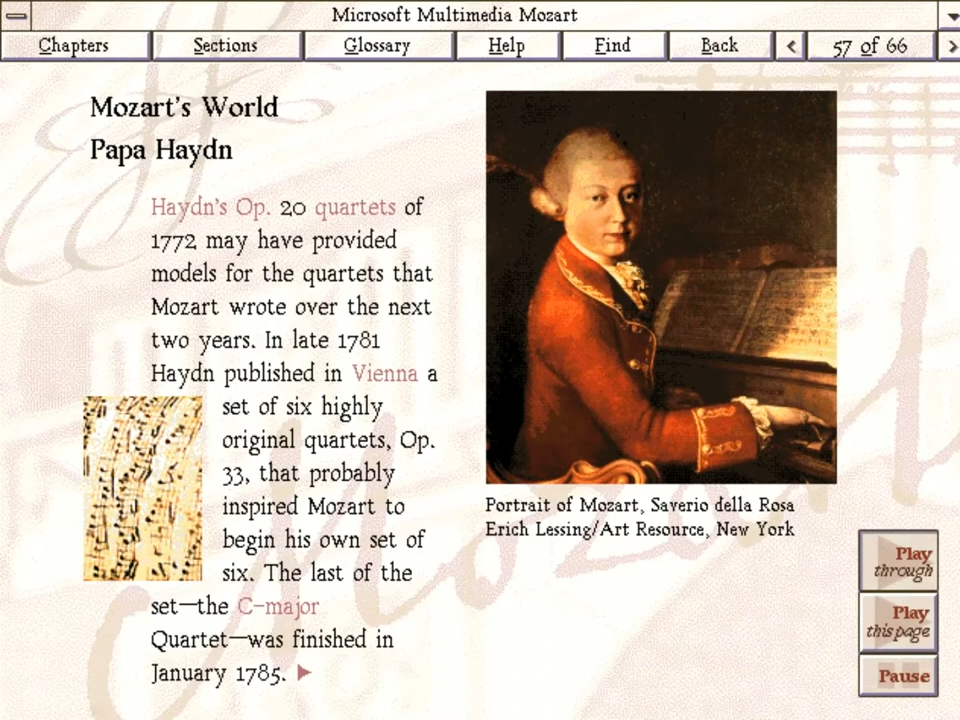 Microsoft Multimedia Mozart
Chapters Sections Glossary Help Find Back < 57 of 66 >
Mozart's World
Papa Haydn
Haydn's Op. 20 quartets of
1772 may have provided
models for the quartets that
Mozart wrote over the next
two years. In late 1781
Haydn published in Vienna a
set of six highly
original quartets, Op.
33, that probably
inspired Mozart to
begin his own set of
six. The last of the
set—the C-major
Quartet—was finished in
January 1785.
Portrait of Mozart, Saverio della Rosa
Erich Lessing/Art Resource, New York
Play
through
Play
this page
Pause